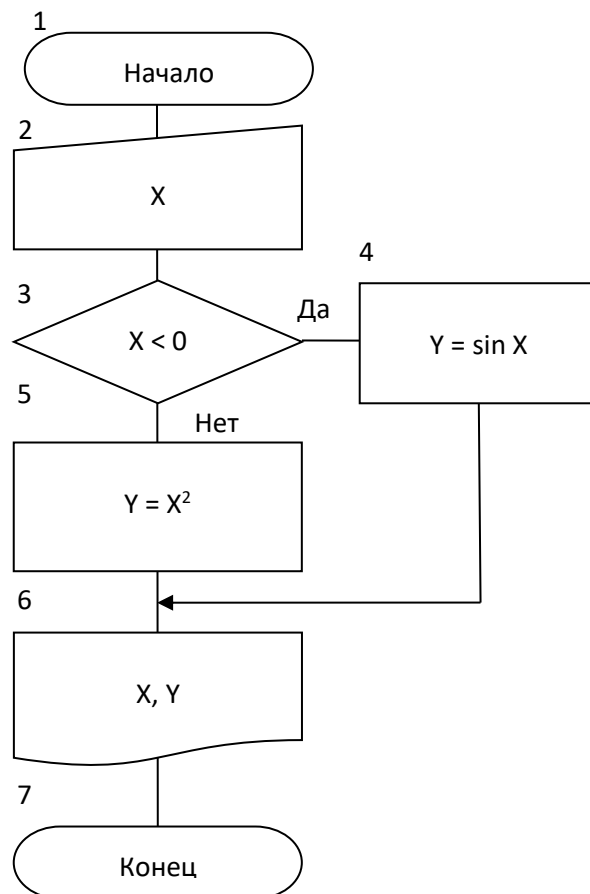 1
Начало
2
X
3
X < 0
Да
4
Y = sin X
5
Нет
Y = X²
6
X, Y
7
Конец